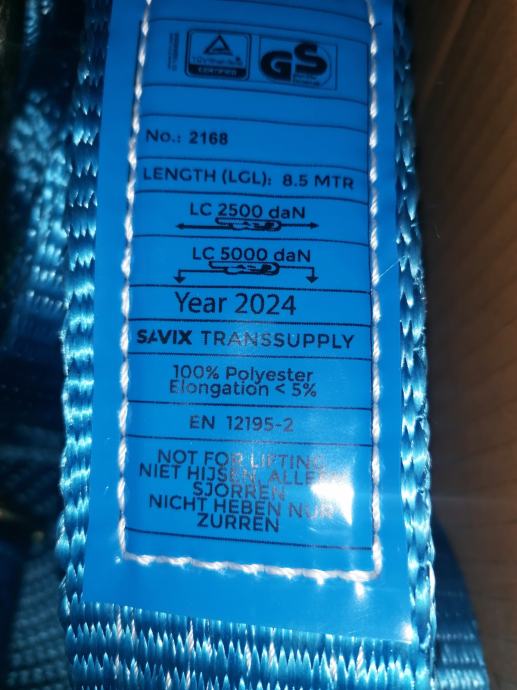 CERTIFIED
GS
No.: 2168
LENGTH (LGL): 8.5 MTR
LC 2500 daN
LC 5000 daN
Year 2024
SAVIX TRANSSUPPLY
100% Polyester
Elongation < 5%
EN 12195-2
NOT FOR LIFTING
NIET HIJSEN, ALLEEN
SJORREN
NICHT HEBEN NUR
ZURREN